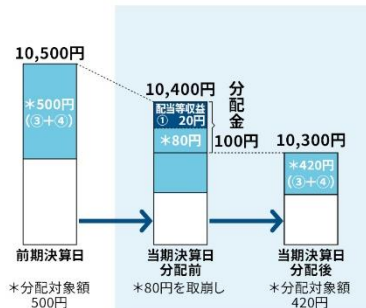 10,500円
*500円
(③+④)
前期決算日
*分配対象額
500円
10,400円
配当等収益
① 20円
*80円
分配金
100円
当期決算日
分配前
*80円を取崩し
10,300円
*420円
(③+④)
当期決算日
分配後
*分配対象額
420円